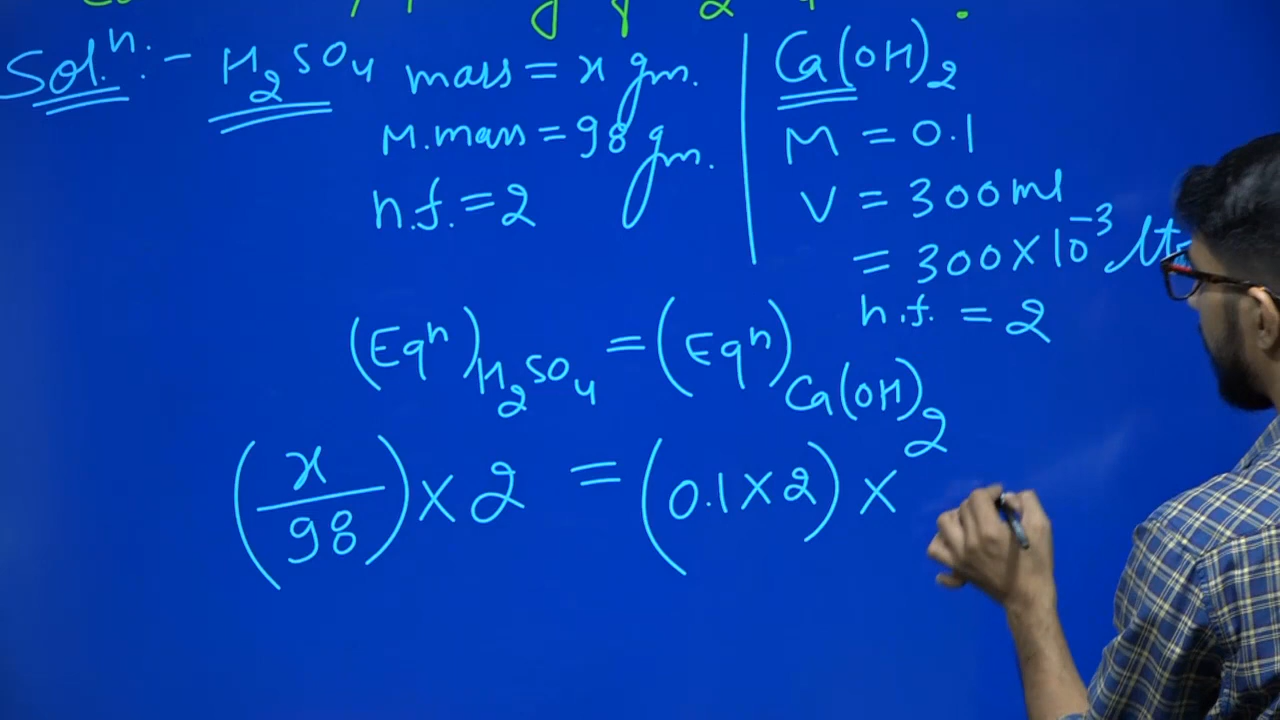 Solⁿ. - H₂SO₄ mass = x gm.
M.mass = 98 gm.
n.f. = 2
Ca(OH)₂
M = 0.1
V = 300 ml
= 300 × 10⁻³ lt
n.f. = 2
(Eqⁿ)H₂SO₄ = (Eqⁿ)Ca(OH)₂
(x/98) × 2 = (0.1 × 2) ×